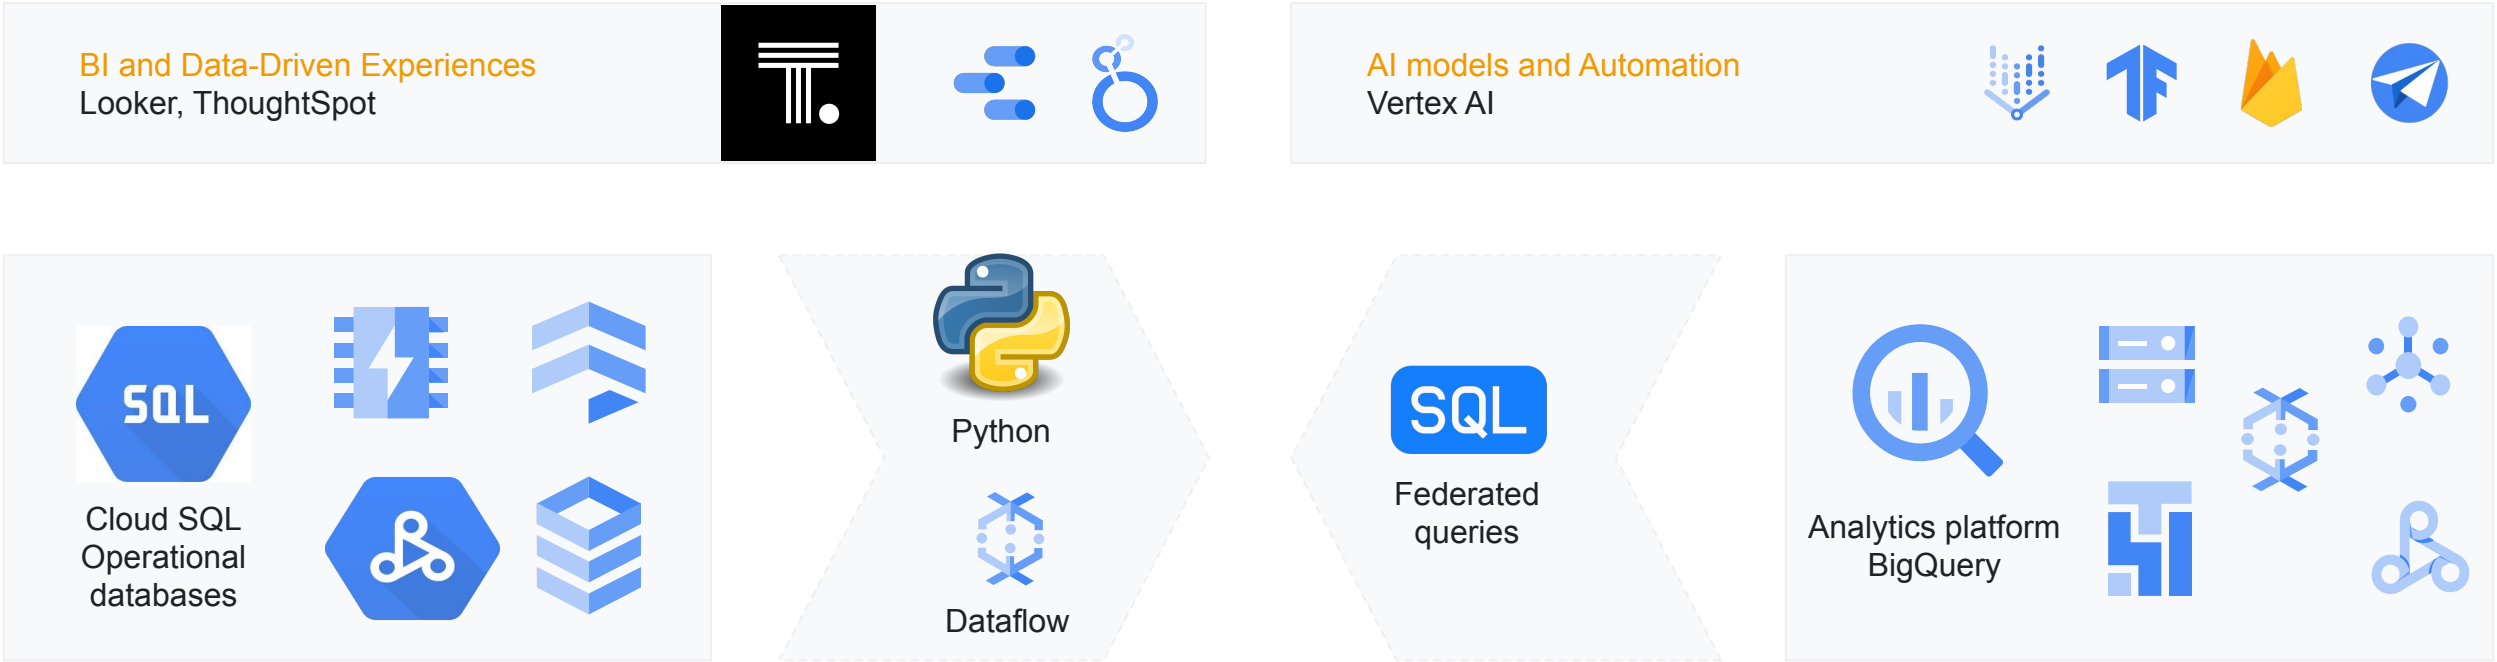 BI and Data-Driven Experiences
Looker, ThoughtSpot
T.
AI models and Automation
Vertex AI
SQL
Cloud SQL
Operational
databases
Python
Dataflow
SQL
Federated
queries
Analytics platform
BigQuery